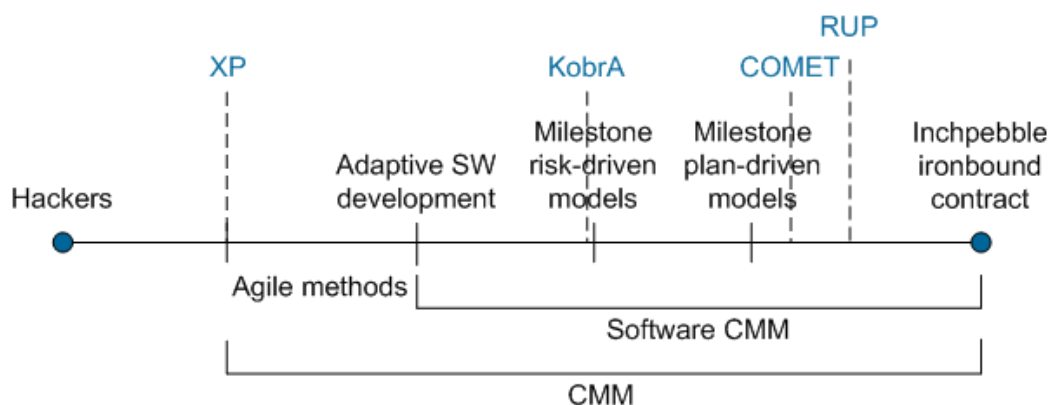 RUP
XP
KobrA
COMET
Hackers
Adaptive SW
development
Milestone
risk-driven
models
Milestone
plan-driven
models
Inchpebble
ironbound
contract
Agile methods
Software CMM
CMM